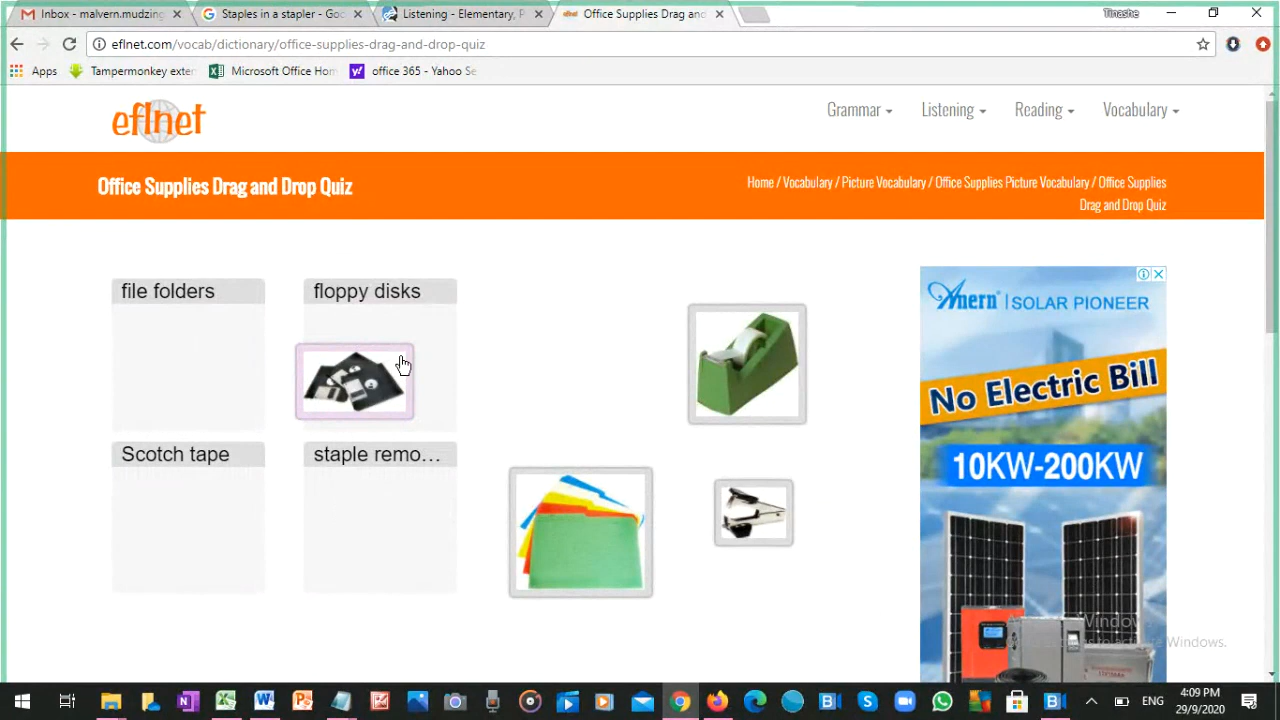 Inbox - malvern.mudzing
Staples in a stapler - Goo
Listening - Elementary, P
Office Supplies Drag and
Tinashe
eflnet.com/vocab/dictionary/office-supplies-drag-and-drop-quiz
Apps
Tampermonkey exter
Microsoft Office Hom
office 365 - Yahoo Se
eflnet
Grammar
Listening
Reading
Vocabulary
Office Supplies Drag and Drop Quiz
Home / Vocabulary / Picture Vocabulary / Office Supplies Picture Vocabulary / Office Supplies
Drag and Drop Quiz
file folders
floppy disks
Scotch tape
staple remo...
Anern | SOLAR PIONEER
No Electric Bill
10KW-200KW
ENG
4:09 PM
29/9/2020